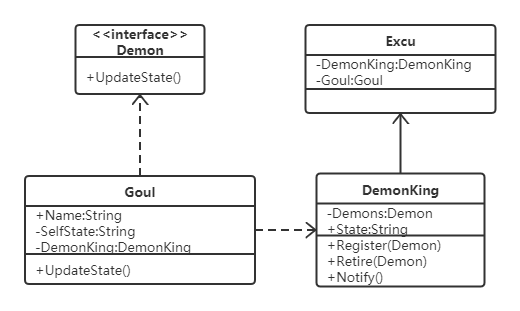 <<interface>>
Demon
+UpdateState()
Excu
-DemonKing:DemonKing
-Goul:Goul
Goul
+Name:String
-SelfState:String
-DemonKing:DemonKing
+UpdateState()
DemonKing
-Demons:Demon
+State:String
+Register(Demon)
+Retire(Demon)
+Notify()